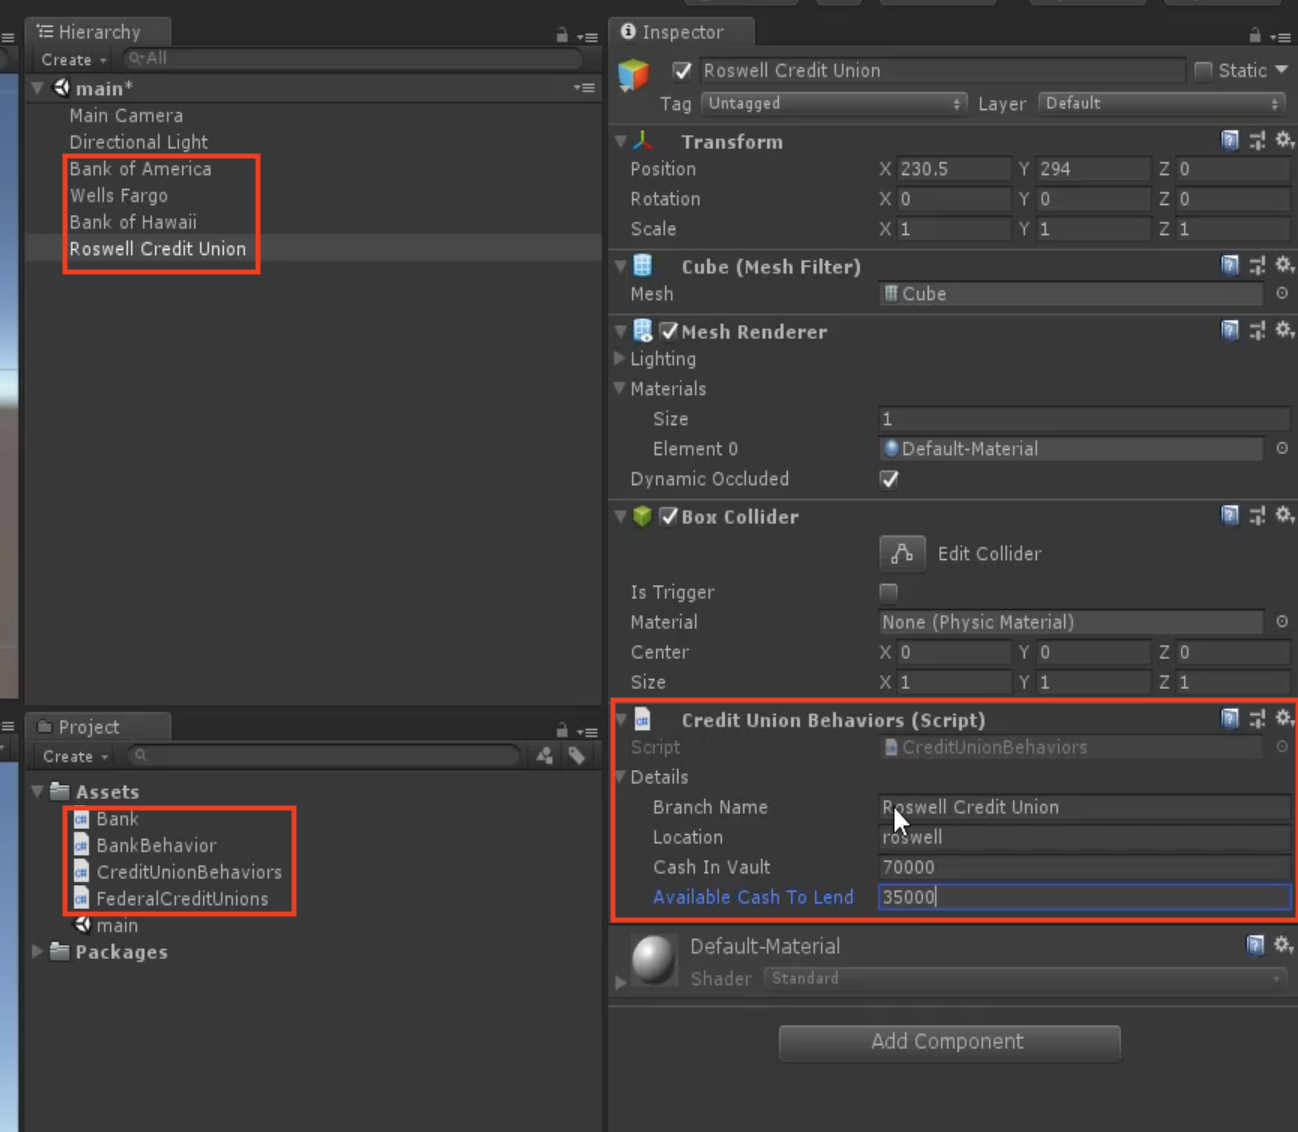 Hierarchy
Create All
main*
Main Camera
Directional Light
Bank of America
Wells Fargo
Bank of Hawaii
Roswell Credit Union
Project
Create
Assets
Bank
BankBehavior
CreditUnionBehaviors
FederalCreditUnions
main
Packages
Inspector
Roswell Credit Union Static
Tag Untagged Layer Default
Transform
Position X 230.5 Y 294 Z 0
Rotation X 0 Y 0 Z 0
Scale X 1 Y 1 Z 1
Cube (Mesh Filter)
Mesh Cube
Mesh Renderer
Lighting
Materials
Size 1
Element 0 Default-Material
Dynamic Occluded
Box Collider
Edit Collider
Is Trigger
Material None (Physic Material)
Center X 0 Y 0 Z 0
Size X 1 Y 1 Z 1
Credit Union Behaviors (Script)
Script CreditUnionBehaviors
Details
Branch Name Roswell Credit Union
Location roswell
Cash In Vault 70000
Available Cash To Lend 35000
Default-Material
Shader Standard
Add Component